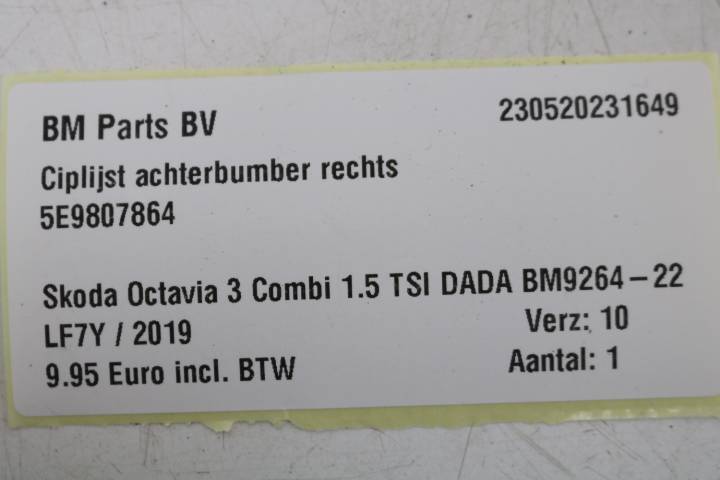 BM Parts BV 230520231649
Ciplijst achterbumber rechts
5E9807864
Skoda Octavia 3 Combi 1.5 TSI DADA BM9264-22
LF7Y / 2019 Verz: 10
9.95 Euro incl. BTW Aantal: 1